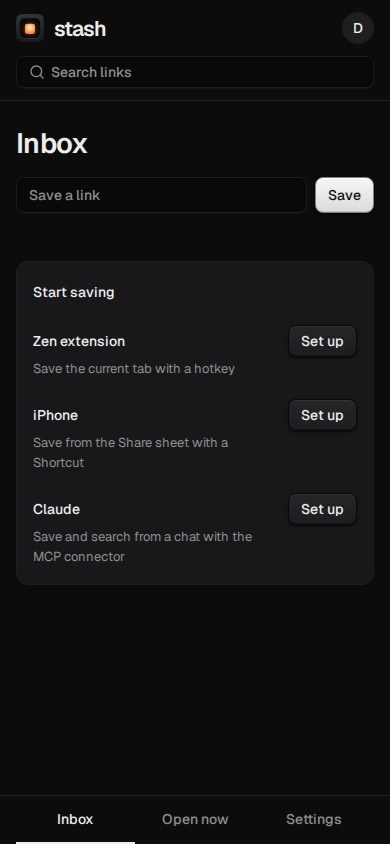 stash
D
Search links
Inbox
Save a link
Save
Start saving
Zen extension
Set up
Save the current tab with a hotkey
iPhone
Set up
Save from the Share sheet with a
Shortcut
Claude
Set up
Save and search from a chat with the
MCP connector
Inbox
Open now
Settings